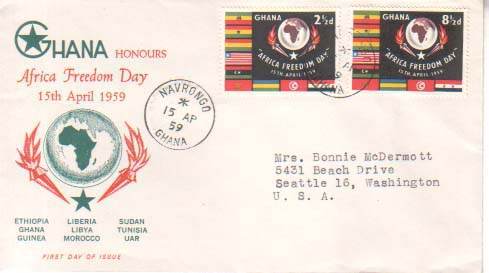 GHANA HONOURS
Africa Freedom Day
15th April 1959
ETHIOPIA LIBERIA SUDAN
GHANA LIBYA TUNISIA
GUINEA MOROCCO UAR
FIRST DAY OF ISSUE
NAVRONGO
15 AP
59
GHANA
GHANA 2½d
"AFRICA FREEDOM DAY"
15TH. APRIL 1959
GHANA 8½d
"AFRICA FREEDOM DAY"
15TH. APRIL 1959
Mrs. Bonnie McDermott
5431 Beach Drive
Seattle 16, Washington
U. S. A.